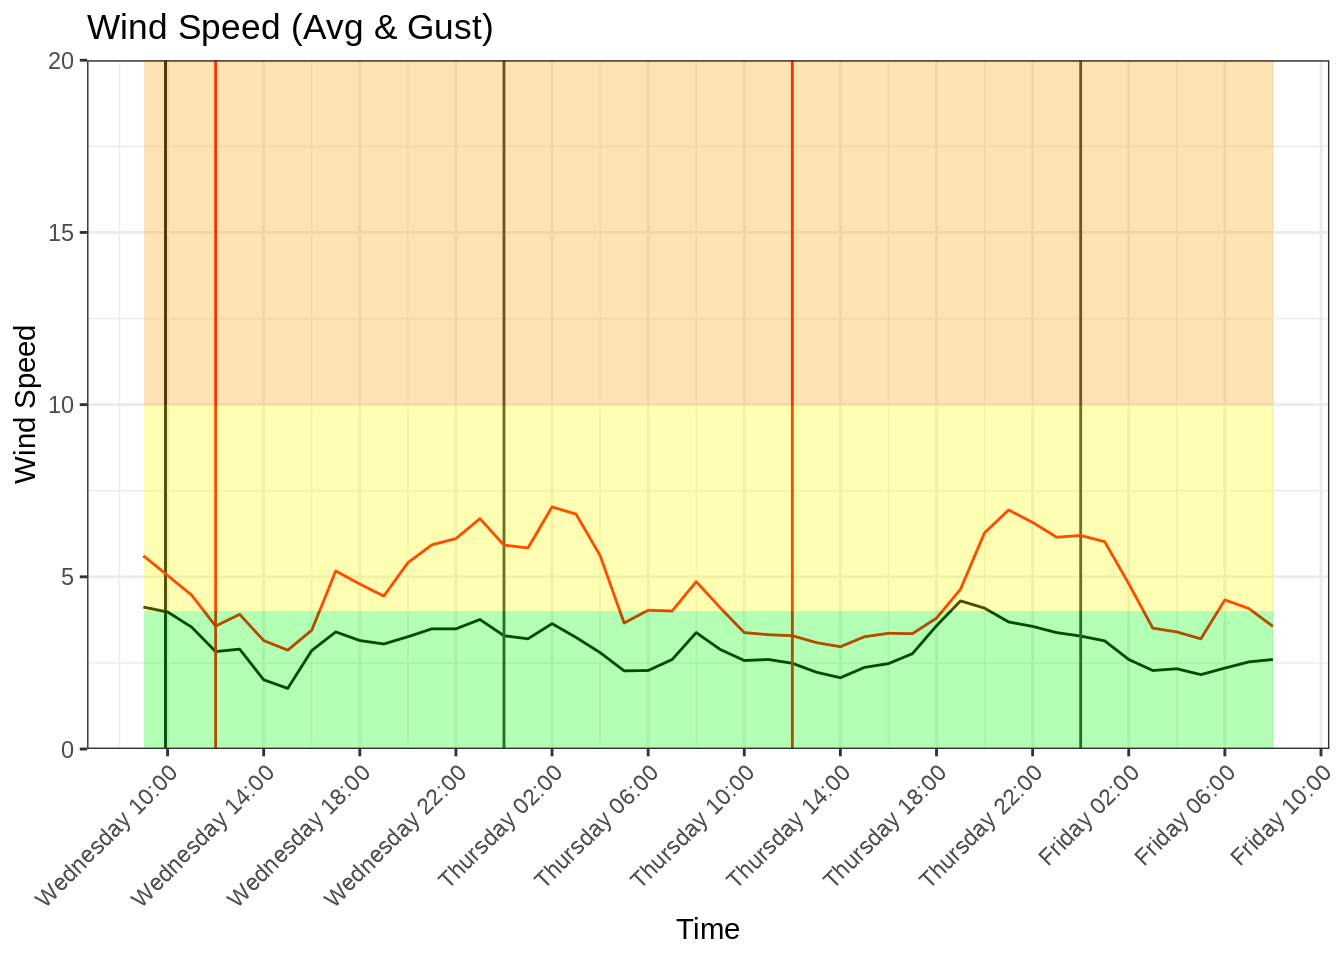 Wind Speed (Avg & Gust)
20
15
10
5
0
Wind Speed
Wednesday 10:00
Wednesday 14:00
Wednesday 18:00
Wednesday 22:00
Thursday 02:00
Thursday 06:00
Thursday 10:00
Thursday 14:00
Thursday 18:00
Thursday 22:00
Friday 02:00
Friday 06:00
Friday 10:00
Time